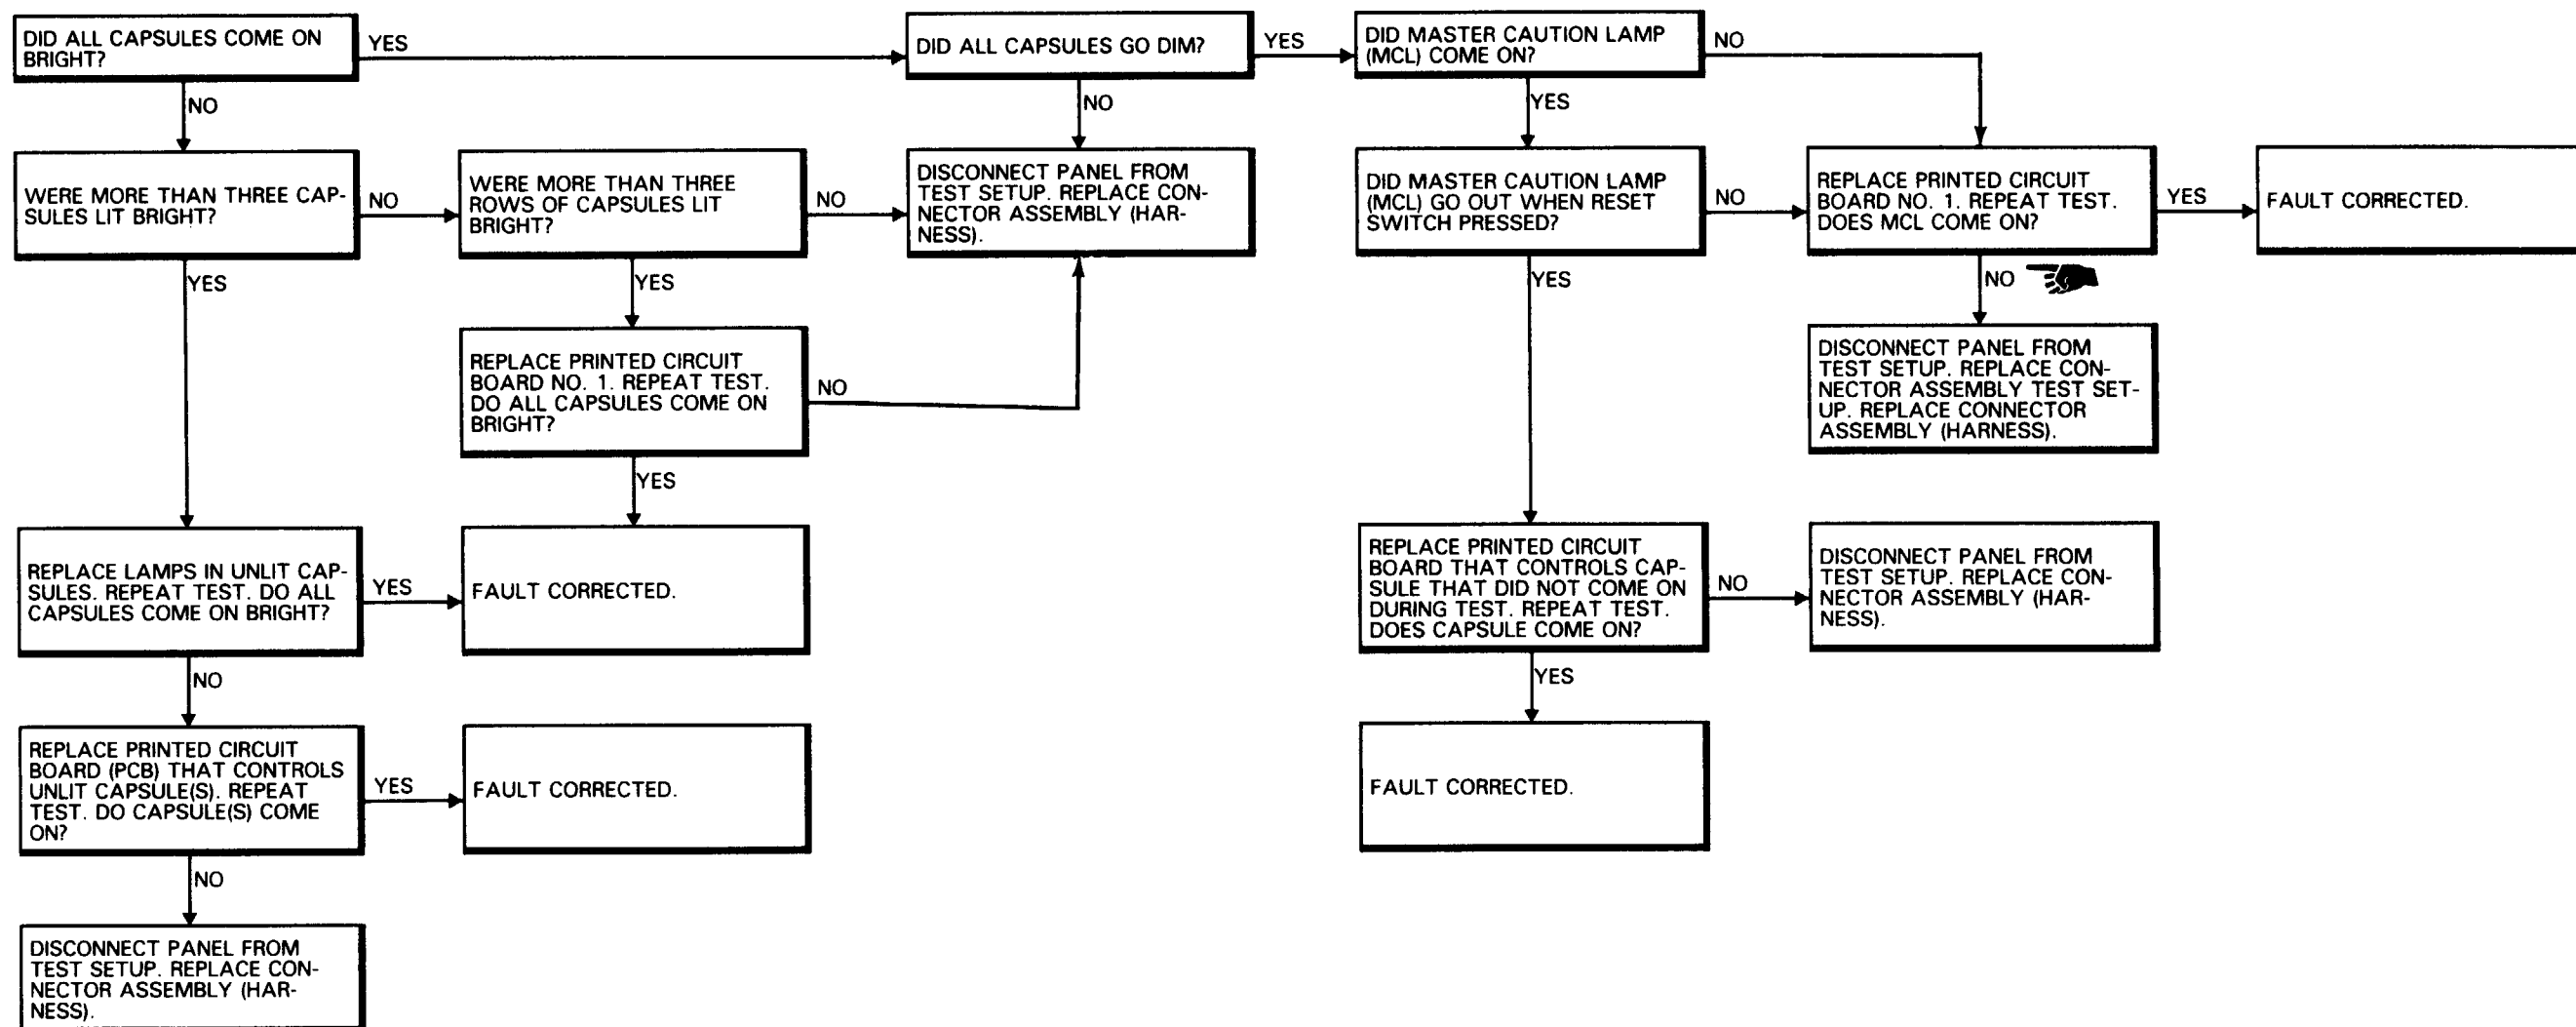 DID ALL CAPSULES COME ON
BRIGHT?
YES
DID ALL CAPSULES GO DIM?
YES
DID MASTER CAUTION LAMP
(MCL) COME ON?
NO
NO
NO
YES
WERE MORE THAN THREE CAP-
SULES LIT BRIGHT?
NO
WERE MORE THAN THREE
ROWS OF CAPSULES LIT
BRIGHT?
NO
DISCONNECT PANEL FROM
TEST SETUP. REPLACE CON-
NECTOR ASSEMBLY (HAR-
NESS).
DID MASTER CAUTION LAMP
(MCL) GO OUT WHEN RESET
SWITCH PRESSED?
NO
REPLACE PRINTED CIRCUIT
BOARD NO. 1. REPEAT TEST.
DOES MCL COME ON?
YES
FAULT CORRECTED.
YES
YES
YES
NO
REPLACE PRINTED CIRCUIT
BOARD NO. 1. REPEAT TEST.
DO ALL CAPSULES COME ON
BRIGHT?
NO
DISCONNECT PANEL FROM
TEST SETUP. REPLACE CON-
NECTOR ASSEMBLY TEST SET-
UP. REPLACE CONNECTOR
ASSEMBLY (HARNESS).
YES
REPLACE LAMPS IN UNLIT CAP-
SULES. REPEAT TEST. DO ALL
CAPSULES COME ON BRIGHT?
YES
FAULT CORRECTED.
REPLACE PRINTED CIRCUIT
BOARD THAT CONTROLS CAP-
SULE THAT DID NOT COME ON
DURING TEST. REPEAT TEST.
DOES CAPSULE COME ON?
NO
DISCONNECT PANEL FROM
TEST SETUP. REPLACE CON-
NECTOR ASSEMBLY (HAR-
NESS).
NO
YES
REPLACE PRINTED CIRCUIT
BOARD (PCB) THAT CONTROLS
UNLIT CAPSULE(S). REPEAT
TEST. DO CAPSULE(S) COME
ON?
YES
FAULT CORRECTED.
FAULT CORRECTED.
NO
DISCONNECT PANEL FROM
TEST SETUP. REPLACE CON-
NECTOR ASSEMBLY (HAR-
NESS).